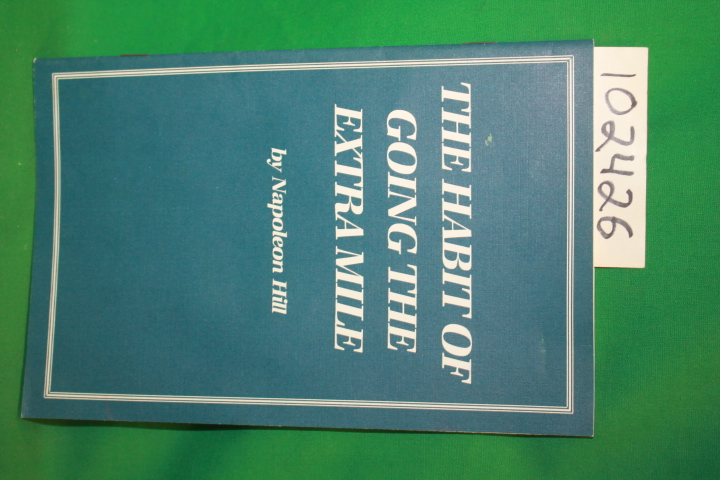 THE HABIT OF
GOING THE
EXTRA MILE
by Napoleon Hill
102426